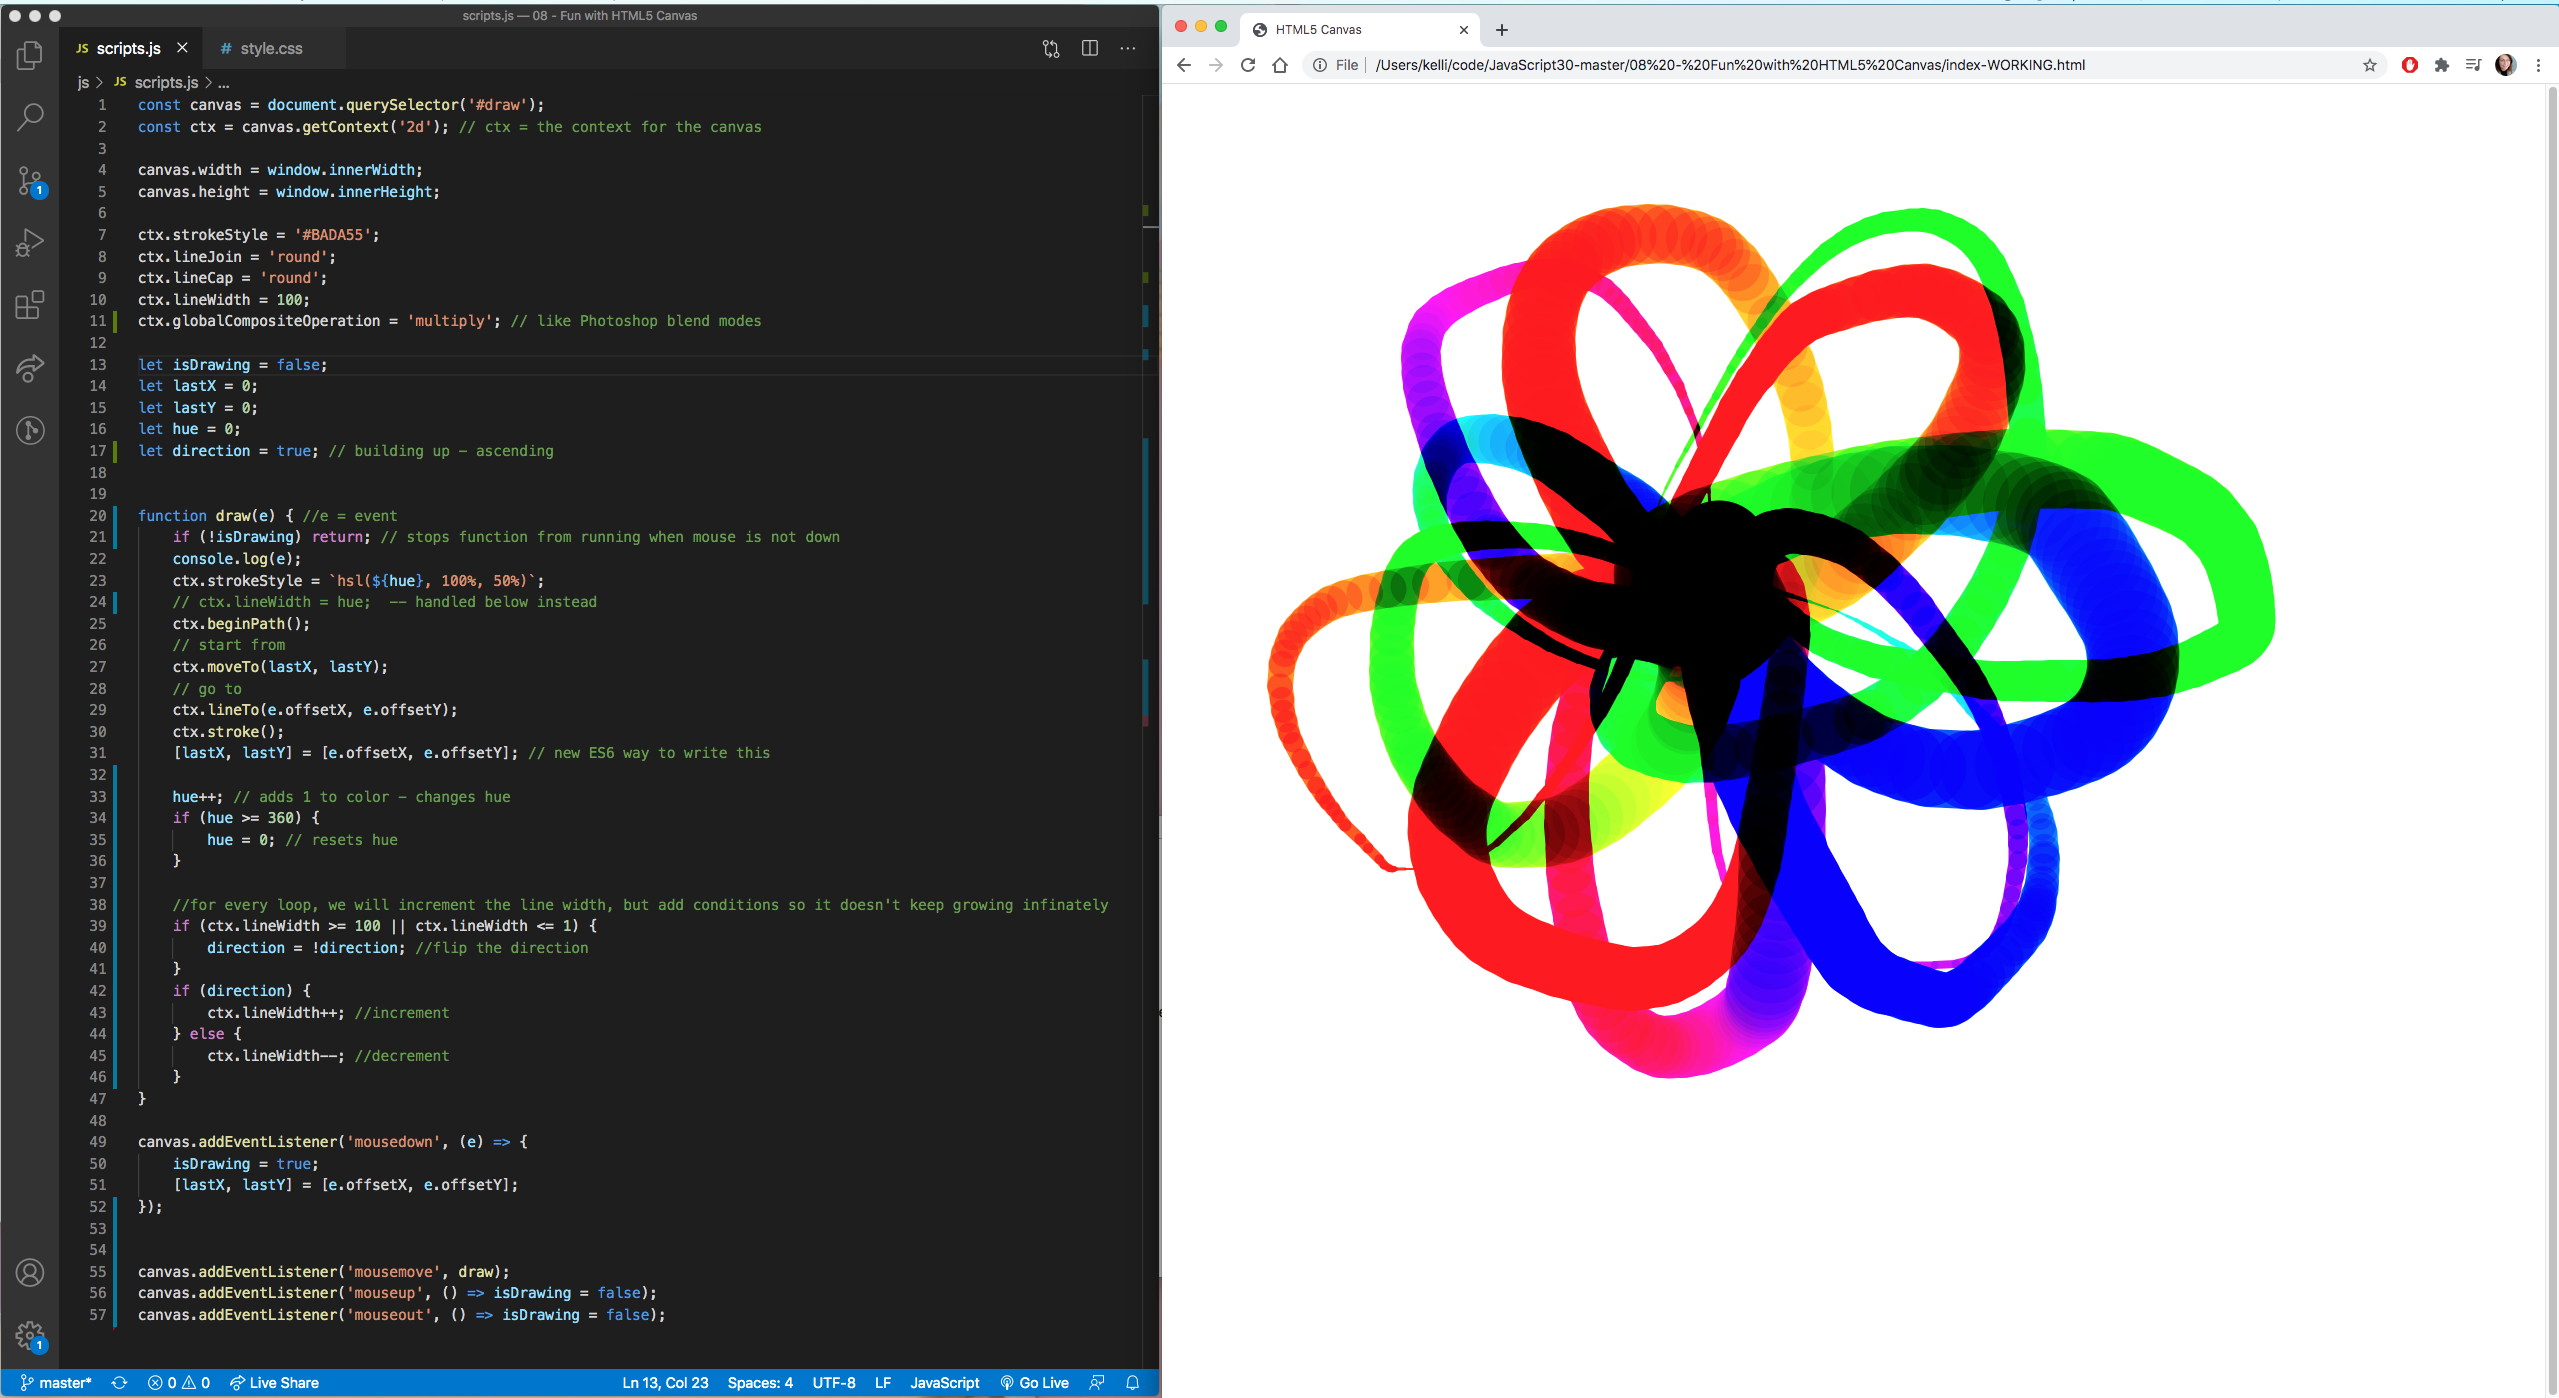 scripts.js — 08 - Fun with HTML5 Canvas
JS scripts.js
# style.css
js > JS scripts.js > ...
1 const canvas = document.querySelector('#draw');
2 const ctx = canvas.getContext('2d'); // ctx = the context for the canvas
3
4 canvas.width = window.innerWidth;
5 canvas.height = window.innerHeight;
6
7 ctx.strokeStyle = '#BADA55';
8 ctx.lineJoin = 'round';
9 ctx.lineCap = 'round';
10 ctx.lineWidth = 100;
11 ctx.globalCompositeOperation = 'multiply'; // like Photoshop blend modes
12
13 let isDrawing = false;
14 let lastX = 0;
15 let lastY = 0;
16 let hue = 0;
17 let direction = true; // building up - ascending
18
19
20 function draw(e) { //e = event
21 if (!isDrawing) return; // stops function from running when mouse is not down
22 console.log(e);
23 ctx.strokeStyle = `hsl(${hue}, 100%, 50%)`;
24 // ctx.lineWidth = hue;  -- handled below instead
25 ctx.beginPath();
26 // start from
27 ctx.moveTo(lastX, lastY);
28 // go to
29 ctx.lineTo(e.offsetX, e.offsetY);
30 ctx.stroke();
31 [lastX, lastY] = [e.offsetX, e.offsetY]; // new ES6 way to write this
32
33 hue++; // adds 1 to color - changes hue
34 if (hue >= 360) {
35 hue = 0; // resets hue
36 }
37
38 //for every loop, we will increment the line width, but add conditions so it doesn't keep growing infinately
39 if (ctx.lineWidth >= 100 || ctx.lineWidth <= 1) {
40 direction = !direction; //flip the direction
41 }
42 if (direction) {
43 ctx.lineWidth++; //increment
44 } else {
45 ctx.lineWidth--; //decrement
46 }
47 }
48
49 canvas.addEventListener('mousedown', (e) => {
50 isDrawing = true;
51 [lastX, lastY] = [e.offsetX, e.offsetY];
52 });
53
54
55 canvas.addEventListener('mousemove', draw);
56 canvas.addEventListener('mouseup', () => isDrawing = false);
57 canvas.addEventListener('mouseout', () => isDrawing = false);
1
1
master* 0 0 Live Share Ln 13, Col 23 Spaces: 4 UTF-8 LF JavaScript Go Live
HTML5 Canvas
File | /Users/kelli/code/JavaScript30-master/08%20-%20Fun%20with%20HTML5%20Canvas/index-WORKING.html